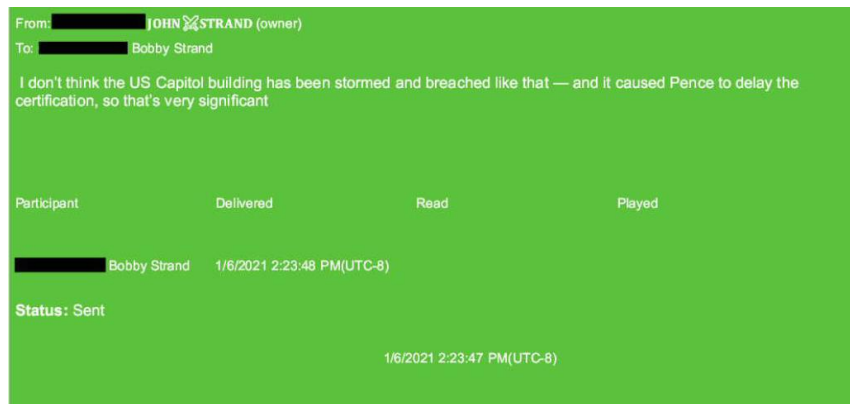 From: JOHN⚔STRAND (owner)
To: Bobby Strand
I don't think the US Capitol building has been stormed and breached like that — and it caused Pence to delay the
certification, so that's very significant
Participant Delivered Read Played
Bobby Strand 1/6/2021 2:23:48 PM(UTC-8)
Status: Sent
1/6/2021 2:23:47 PM(UTC-8)